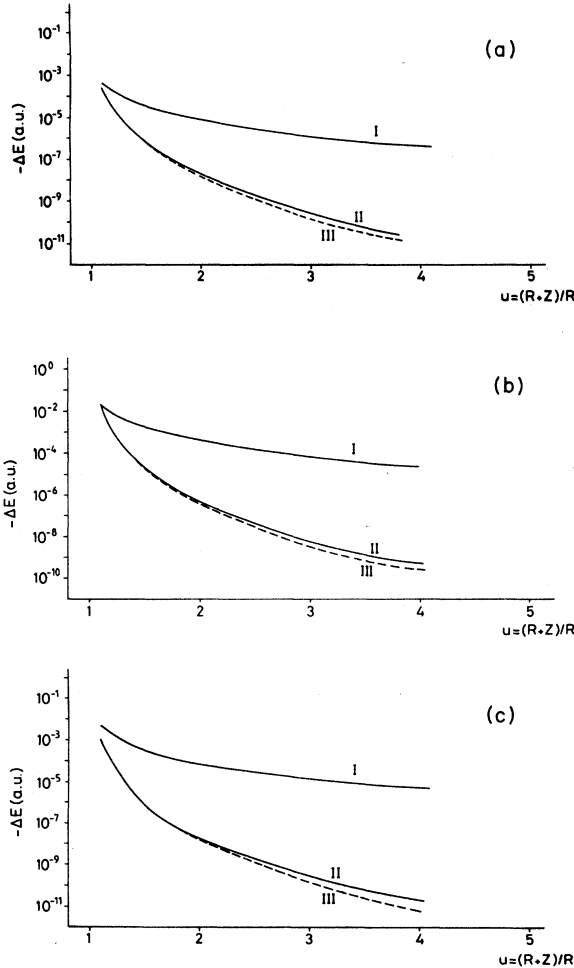 (a)
10⁻¹
10⁻³
10⁻⁵
10⁻⁷
10⁻⁹
10⁻¹¹
-ΔE (a.u.)
I
II
III
1 2 3 4 5
u=(R+Z)/R
(b)
10⁰
10⁻²
10⁻⁴
10⁻⁶
10⁻⁸
10⁻¹⁰
-ΔE (a.u.)
I
II
III
1 2 3 4 5
u=(R+Z)/R
(c)
10⁻¹
10⁻³
10⁻⁵
10⁻⁷
10⁻⁹
10⁻¹¹
-ΔE (a.u.)
I
II
III
1 2 3 4 5
u=(R+Z)/R